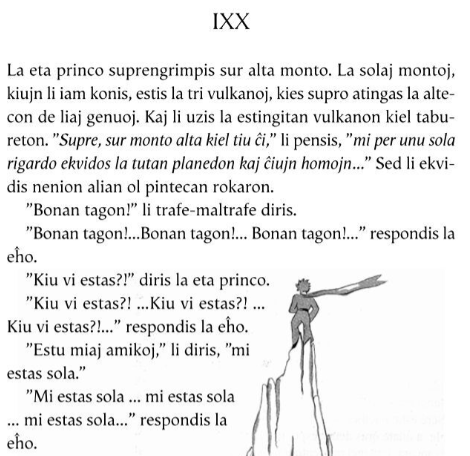 IXX
La eta princo suprengrimpis sur alta monto. La solaj montoj,
kiujn li iam konis, estis la tri vulkanoj, kies supro atingas la alte-
con de liaj genuoj. Kaj li uzis la estingitan vulkanon kiel tabu-
reton. ”Supre, sur monto alta kiel tiu ĉi,” li pensis, ”mi per unu sola
rigardo ekvidos la tutan planedon kaj ĉiujn homojn...” Sed li ekvi-
dis nenion alian ol pintecan rokaron.
”Bonan tagon!” li trafe-maltrafe diris.
”Bonan tagon!...Bonan tagon!... Bonan tagon!...” respondis la
eĥo.
”Kiu vi estas?!” diris la eta princo.
”Kiu vi estas?! ...Kiu vi estas?! ...
Kiu vi estas?!...” respondis la eĥo.
”Estu miaj amikoj,” li diris, ”mi
estas sola.”
”Mi estas sola ... mi estas sola
... mi estas sola...” respondis la
eĥo.